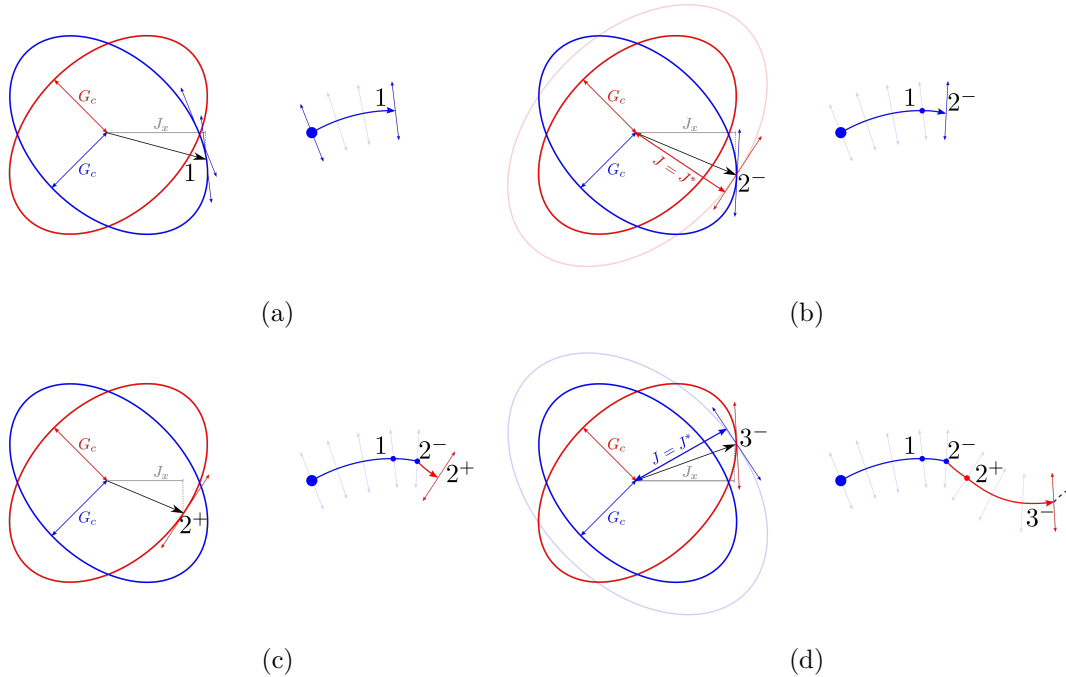 G_c
G_c
J_x
1
1
(a)
G_c
G_c
J_x
J = J*
2⁻
1
2⁻
(b)
G_c
G_c
J_x
2⁺
1
2⁻
2⁺
(c)
G_c
G_c
J = J*
J_x
3⁻
1
2⁻
2⁺
3⁻
(d)